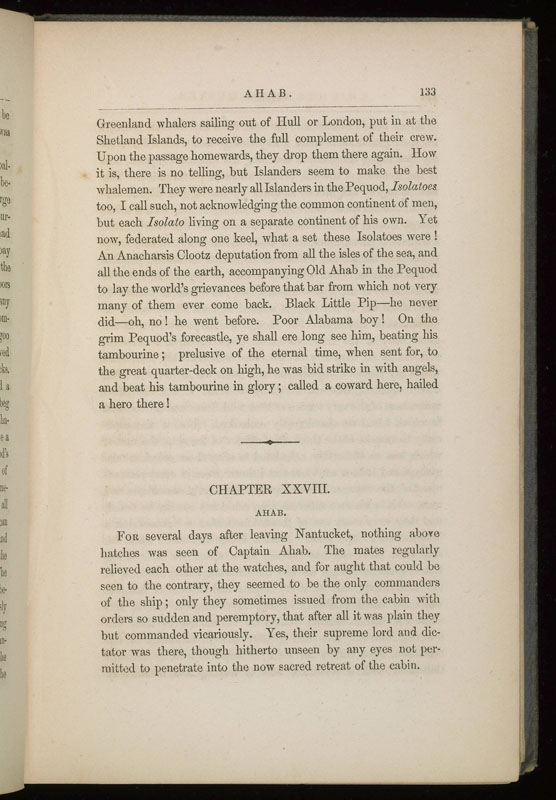 AHAB. 133
Greenland whalers sailing out of Hull or London, put in at the
Shetland Islands, to receive the full complement of their crew.
Upon the passage homewards, they drop them there again. How
it is, there is no telling, but Islanders seem to make the best
whalemen. They were nearly all Islanders in the Pequod, Isolatoes
too, I call such, not acknowledging the common continent of men,
but each Isolato living on a separate continent of his own. Yet
now, federated along one keel, what a set these Isolatoes were!
An Anacharsis Clootz deputation from all the isles of the sea, and
all the ends of the earth, accompanying Old Ahab in the Pequod
to lay the world's grievances before that bar from which not very
many of them ever come back. Black Little Pip—he never
did—oh, no! he went before. Poor Alabama boy! On the
grim Pequod's forecastle, ye shall ere long see him, beating his
tambourine; prelusive of the eternal time, when sent for, to
the great quarter-deck on high, he was bid strike in with angels,
and beat his tambourine in glory; called a coward here, hailed
a hero there!
CHAPTER XXVIII.
AHAB.
FOR several days after leaving Nantucket, nothing above
hatches was seen of Captain Ahab. The mates regularly
relieved each other at the watches, and for aught that could be
seen to the contrary, they seemed to be the only commanders
of the ship; only they sometimes issued from the cabin with
orders so sudden and peremptory, that after all it was plain they
but commanded vicariously. Yes, their supreme lord and dic-
tator was there, though hitherto unseen by any eyes not per-
mitted to penetrate into the now sacred retreat of the cabin.